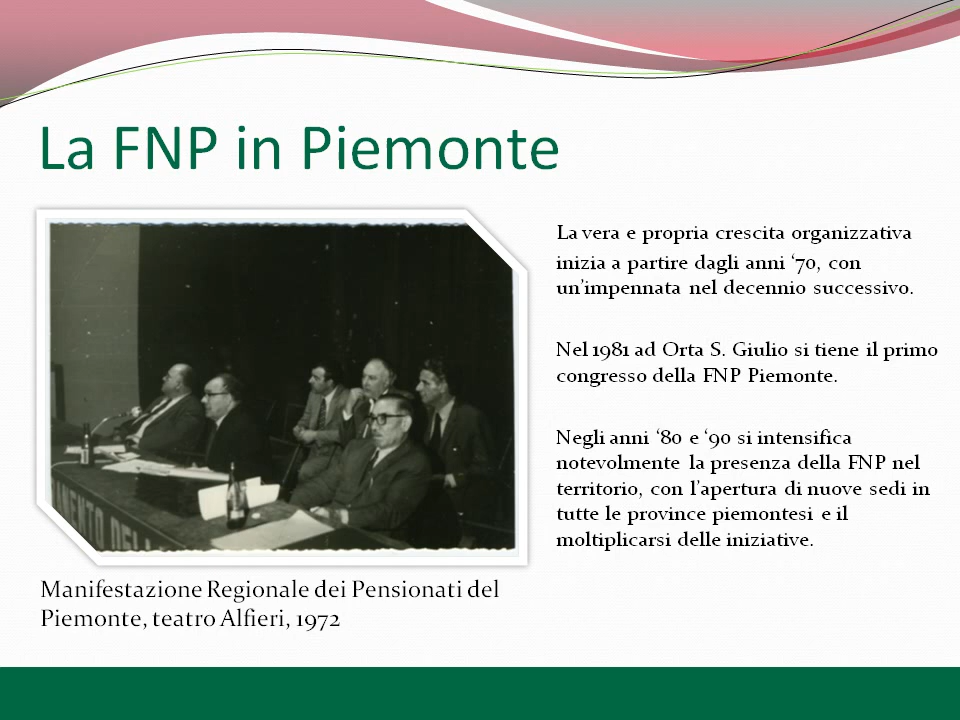 La FNP in Piemonte
La vera e propria crescita organizzativa
inizia a partire dagli anni ‘70, con
un’impennata nel decennio successivo.
Nel 1981 ad Orta S. Giulio si tiene il primo
congresso della FNP Piemonte.
Negli anni ‘80 e ‘90 si intensifica
notevolmente la presenza della FNP nel
territorio, con l’apertura di nuove sedi in
tutte le province piemontesi e il
moltiplicarsi delle iniziative.
Manifestazione Regionale dei Pensionati del
Piemonte, teatro Alfieri, 1972